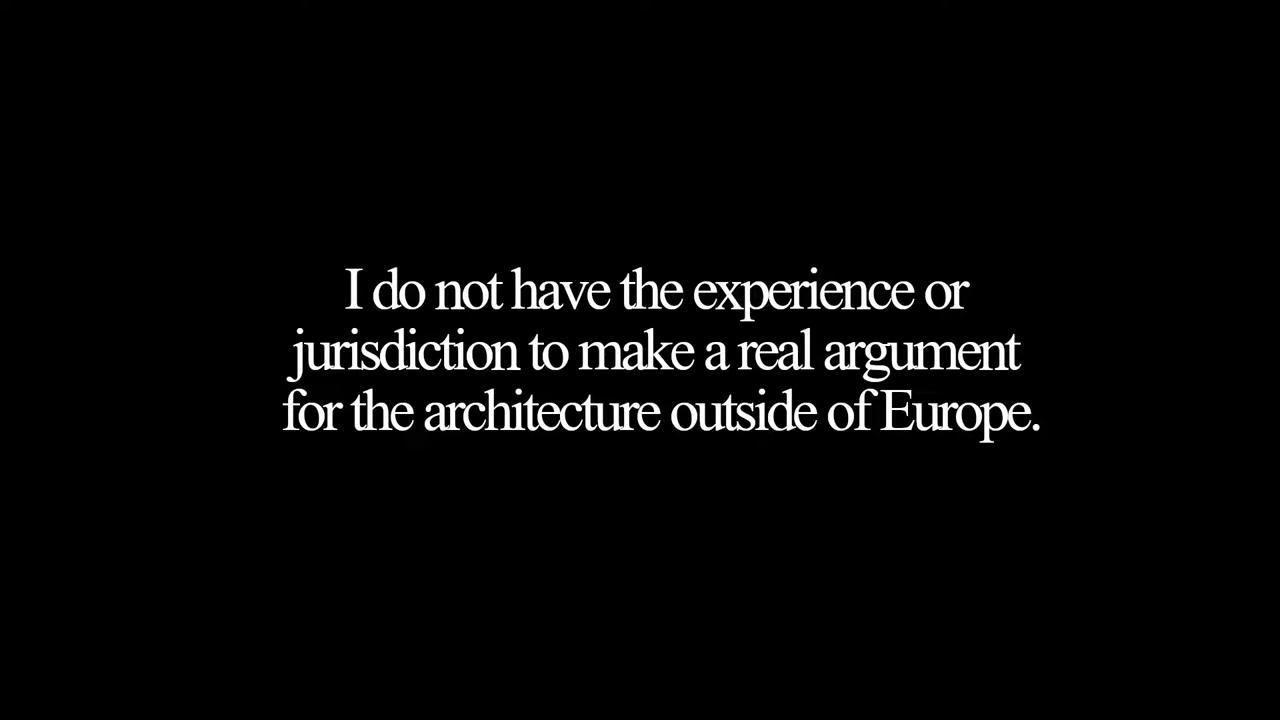 I do not have the experience or
jurisdiction to make a real argument
for the architecture outside of Europe.